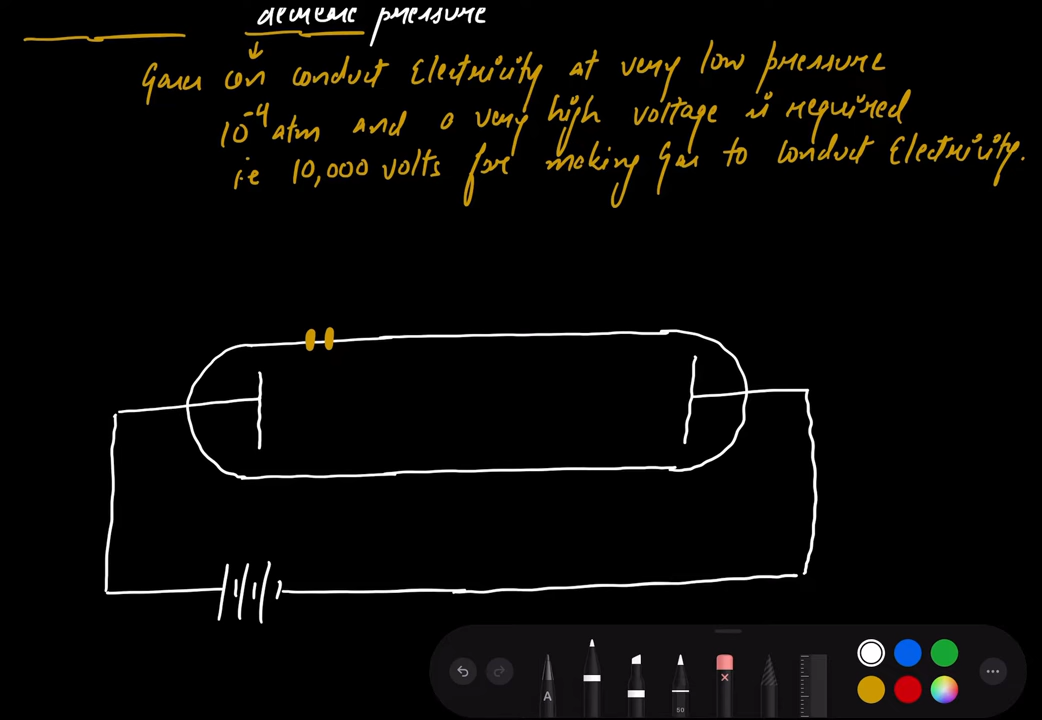 decrease pressure
Gases can conduct Electricity at very low pressure
10⁻⁴ atm and a very high voltage is required
i.e 10,000 volts for making Gas to conduct Electricity.
A
50